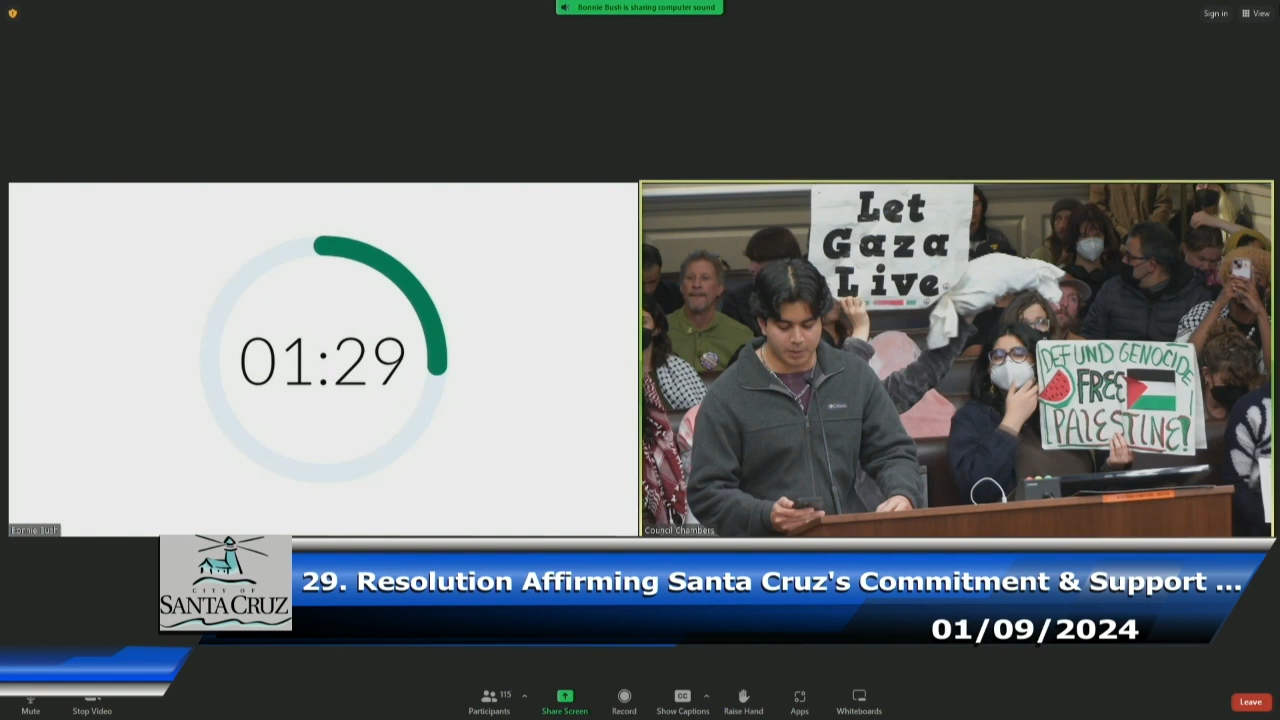 Bonnie Bush is sharing computer sound
Sign in
View
01:29
Let
Gaza
Live
DEFUND GENOCIDE
FREE
PALESTINE!
Columbia
Bonnie Bush
Council Chambers
CITY OF
SANTA CRUZ
29. Resolution Affirming Santa Cruz's Commitment & Support ...
01/09/2024
Mute
Stop Video
115
Participants
Share Screen
Record
CC
Show Captions
Raise Hand
Apps
Whiteboards
Leave